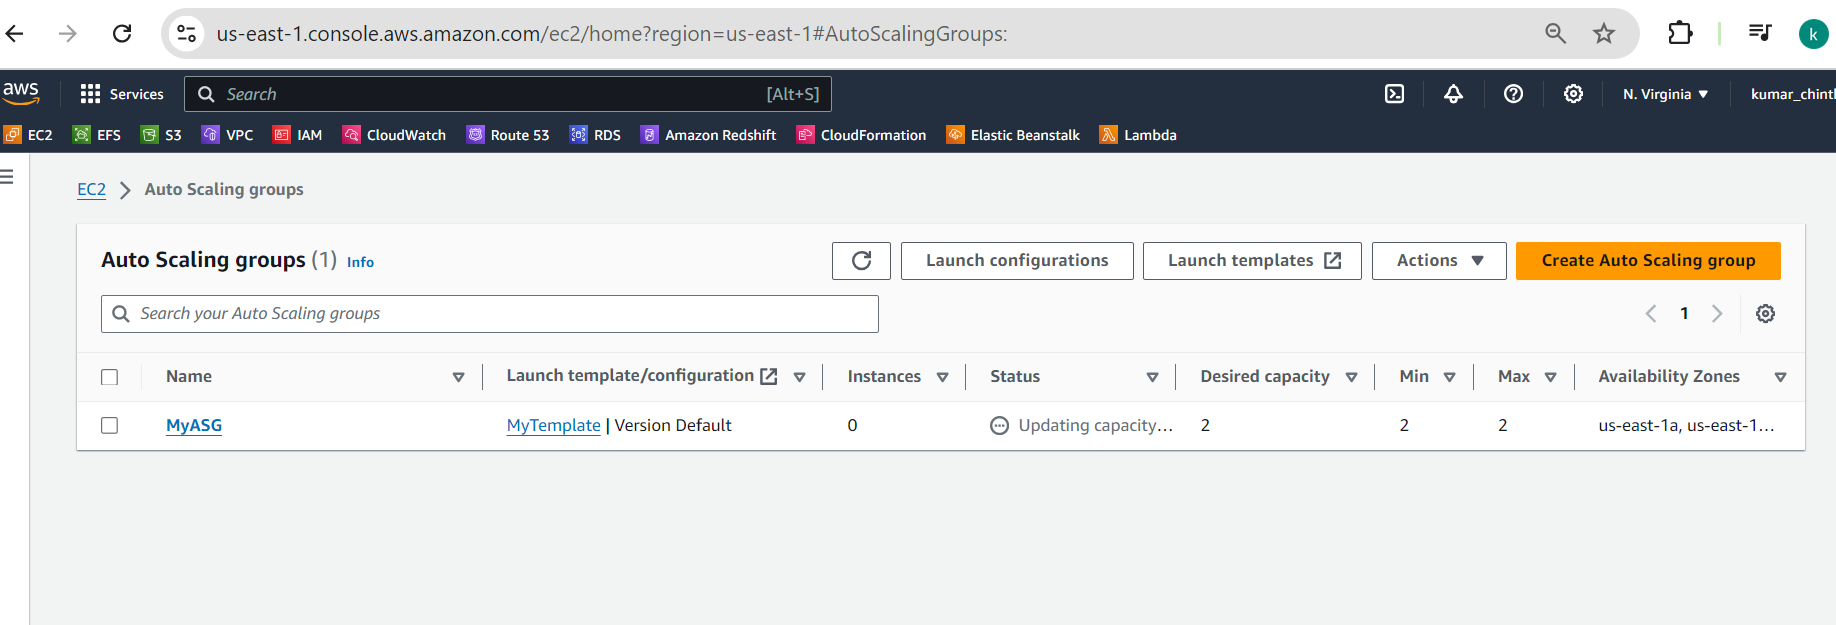 us-east-1.console.aws.amazon.com/ec2/home?region=us-east-1#AutoScalingGroups:
k
aws Services Search [Alt+S] N. Virginia kumar_chintl
EC2 EFS S3 VPC IAM CloudWatch Route 53 RDS Amazon Redshift CloudFormation Elastic Beanstalk Lambda
EC2 Auto Scaling groups
Auto Scaling groups (1) Info Launch configurations Launch templates Actions Create Auto Scaling group
Search your Auto Scaling groups 1
Name Launch template/configuration Instances Status Desired capacity Min Max Availability Zones
MyASG MyTemplate | Version Default 0 Updating capacity... 2 2 2 us-east-1a, us-east-1...